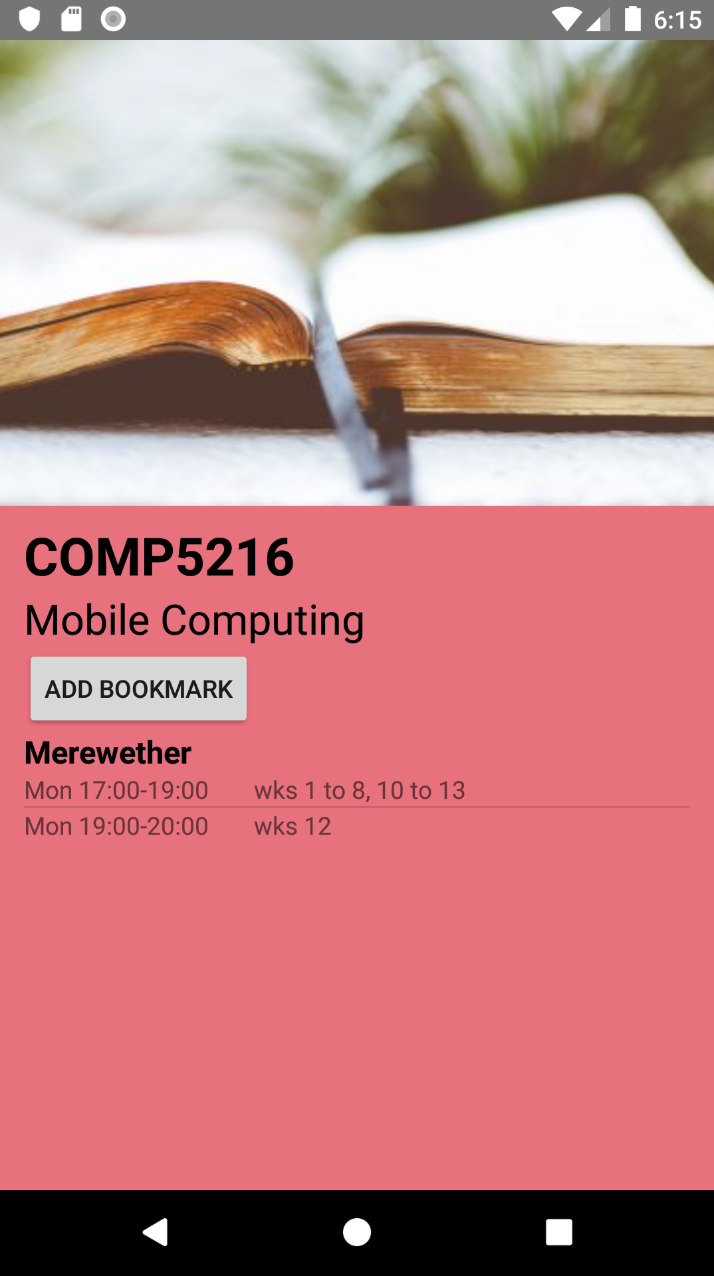 6:15
COMP5216
Mobile Computing
ADD BOOKMARK
Merewether
Mon 17:00-19:00 wks 1 to 8, 10 to 13
Mon 19:00-20:00 wks 12